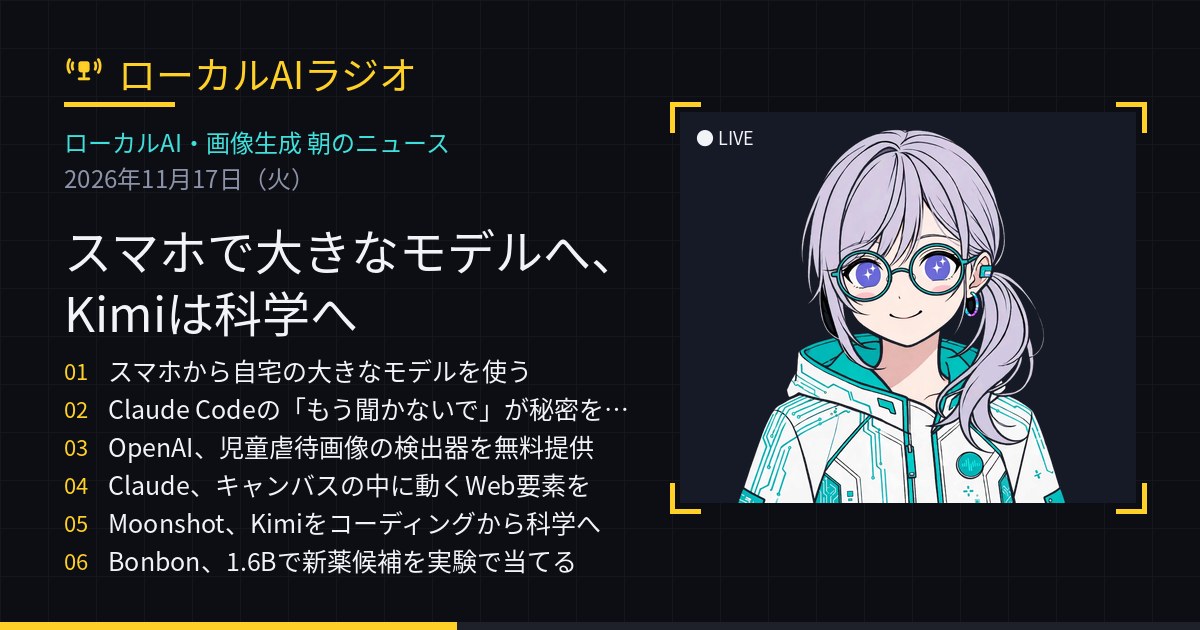 ローカルAIラジオ
ローカルAI・画像生成 朝のニュース
2026年11月17日（火）
スマホで大きなモデルへ、
Kimiは科学へ
01 スマホから自宅の大きなモデルを使う
02 Claude Codeの「もう聞かないで」が秘密を…
03 OpenAI、児童虐待画像の検出器を無料提供
04 Claude、キャンバスの中に動くWeb要素を
05 Moonshot、Kimiをコーディングから科学へ
06 Bonbon、1.6Bで新薬候補を実験で当てる
LIVE